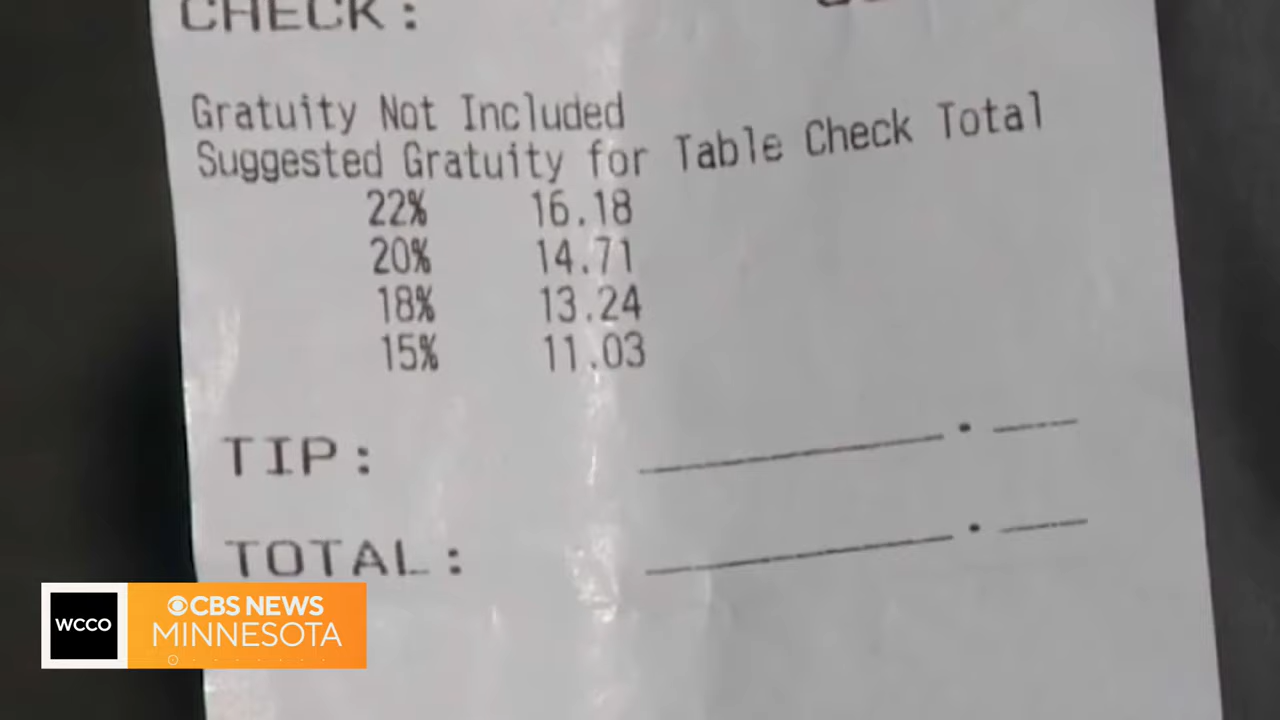 CHECK:
Gratuity Not Included
Suggested Gratuity for Table Check Total
22% 16.18
20% 14.71
18% 13.24
15% 11.03
TIP:
TOTAL:
WCCO
CBS NEWS
MINNESOTA